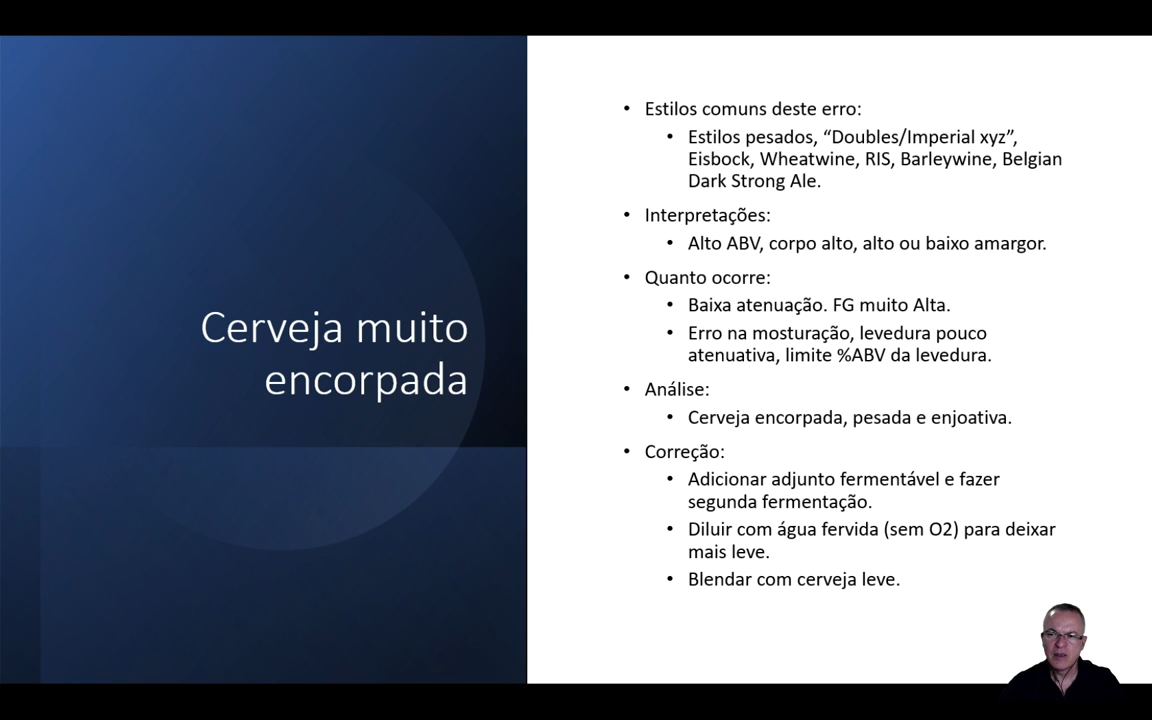 Cerveja muito
encorpada
• Estilos comuns deste erro:
• Estilos pesados, “Doubles/Imperial xyz”,
Eisbock, Wheatwine, RIS, Barleywine, Belgian
Dark Strong Ale.
• Interpretações:
• Alto ABV, corpo alto, alto ou baixo amargor.
• Quanto ocorre:
• Baixa atenuação. FG muito Alta.
• Erro na mosturação, levedura pouco
atenuativa, limite %ABV da levedura.
• Análise:
• Cerveja encorpada, pesada e enjoativa.
• Correção:
• Adicionar adjunto fermentável e fazer
segunda fermentação.
• Diluir com água fervida (sem O2) para deixar
mais leve.
• Blendar com cerveja leve.